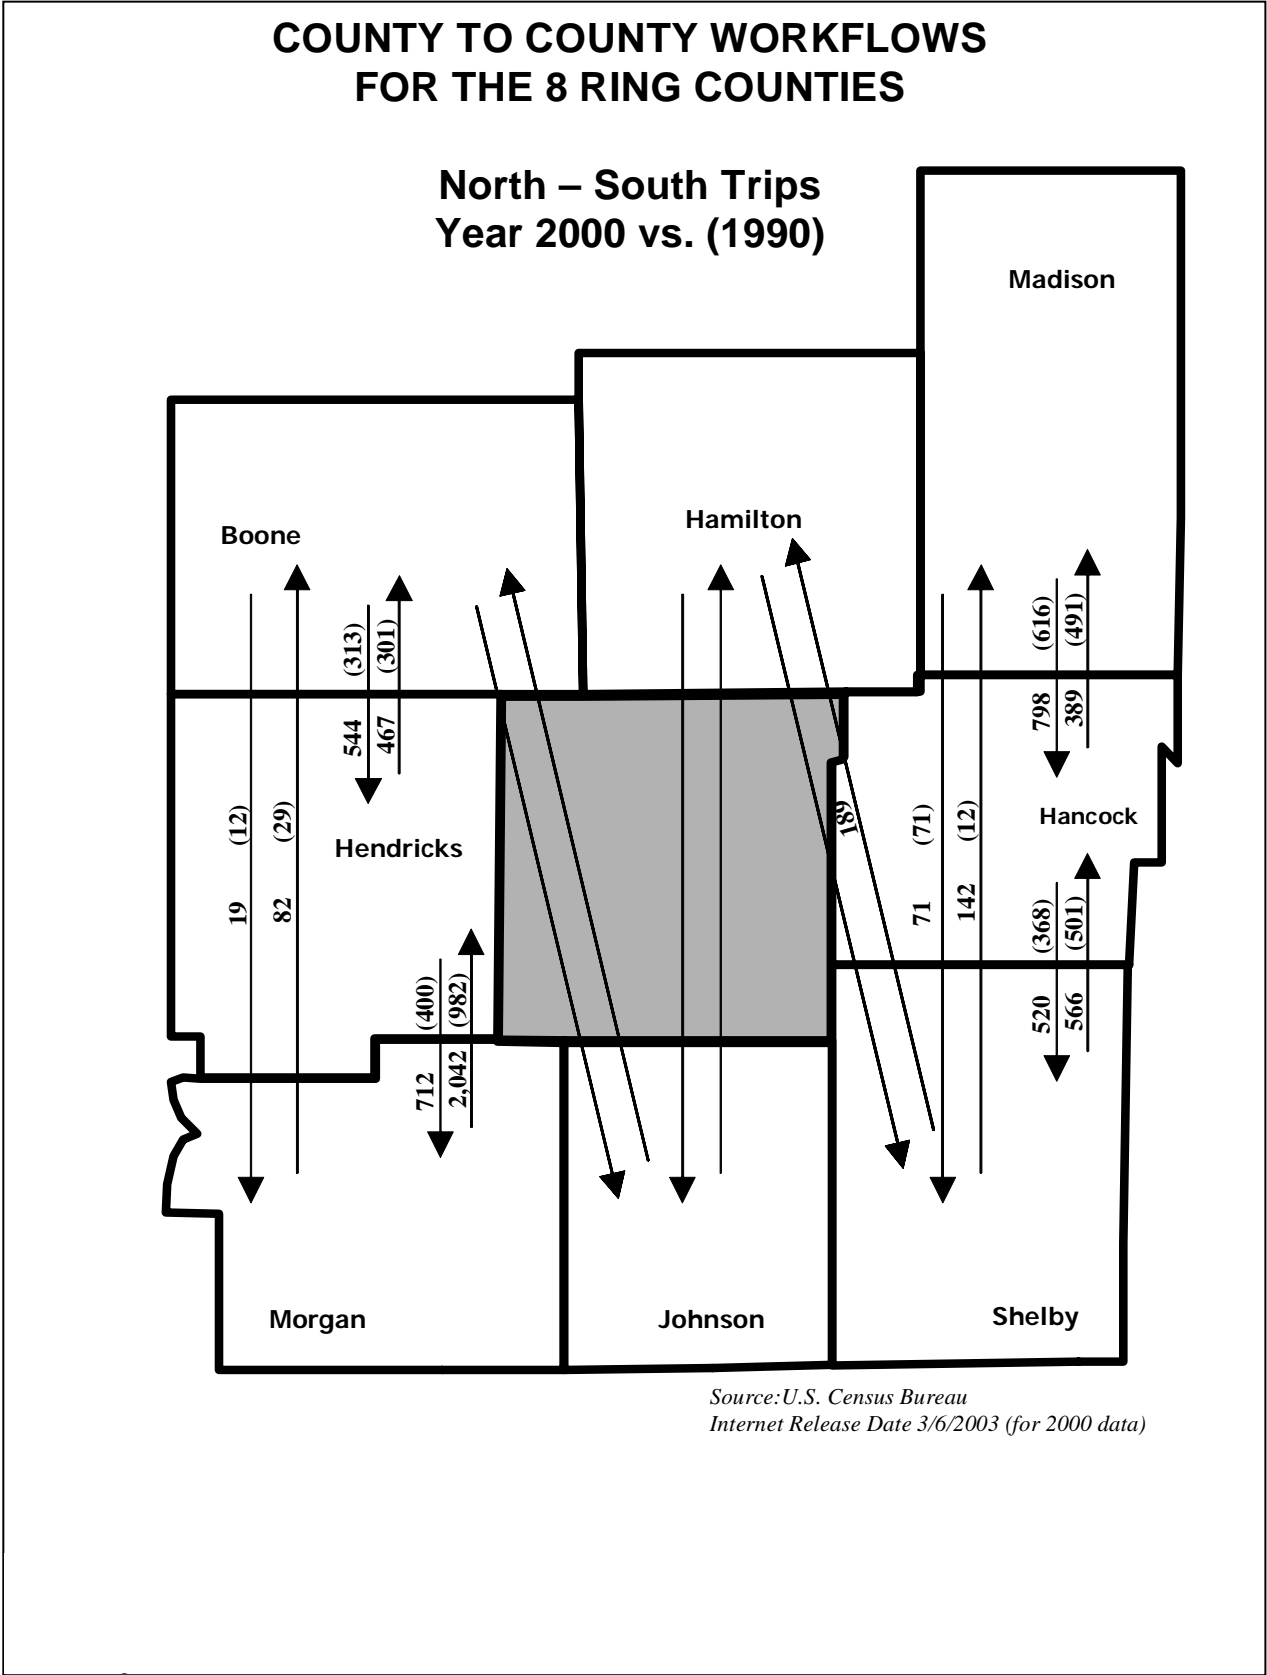 COUNTY TO COUNTY WORKFLOWS
FOR THE 8 RING COUNTIES
North – South Trips
Year 2000 vs. (1990)
Madison
Hamilton
Boone
(313)
(301)
544
467
(616)
(491)
798
389
(12)
(29)
19
82
Hendricks
189
(71)
(12)
71
142
Hancock
(368)
(501)
520
566
(400)
(982)
712
2,042
Morgan
Johnson
Shelby
Source:U.S. Census Bureau
Internet Release Date 3/6/2003 (for 2000 data)